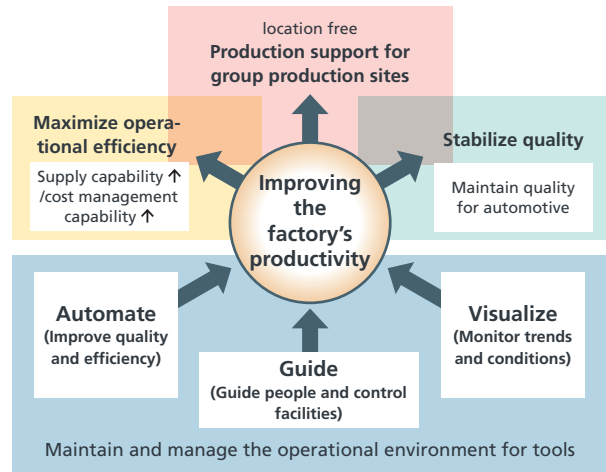 location free
Production support for
group production sites
Maximize opera-
tional efficiency
Supply capability ↑
/cost management
capability ↑
Stabilize quality
Maintain quality
for automotive
Improving
the
factory’s
productivity
Automate
(Improve quality
and efficiency)
Guide
(Guide people and control
facilities)
Visualize
(Monitor trends
and conditions)
Maintain and manage the operational environment for tools